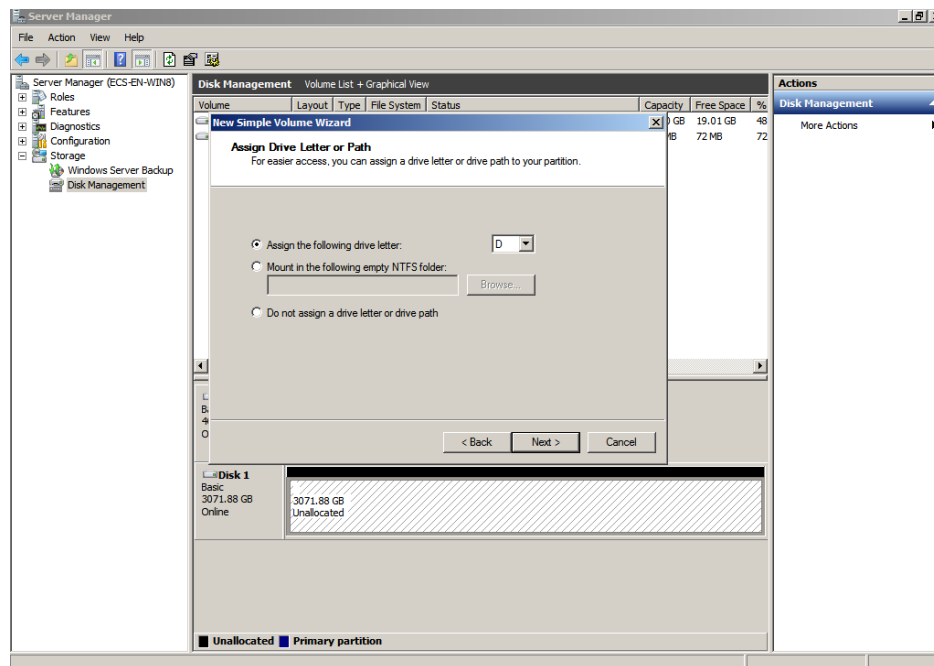 Server Manager
File Action View Help
Server Manager (ECS-EN-WIN8)
Roles
Features
Diagnostics
Configuration
Storage
Windows Server Backup
Disk Management
Disk Management Volume List + Graphical View
Volume Layout Type File System Status Capacity Free Space %
GB 19.01 GB 48
MB 72 MB 72
New Simple Volume Wizard
Assign Drive Letter or Path
For easier access, you can assign a drive letter or drive path to your partition.
Assign the following drive letter: D
Mount in the following empty NTFS folder:
Browse...
Do not assign a drive letter or drive path
< Back Next > Cancel
Disk 1
Basic
3071.88 GB
Online
3071.88 GB
Unallocated
Unallocated Primary partition
Actions
Disk Management
More Actions